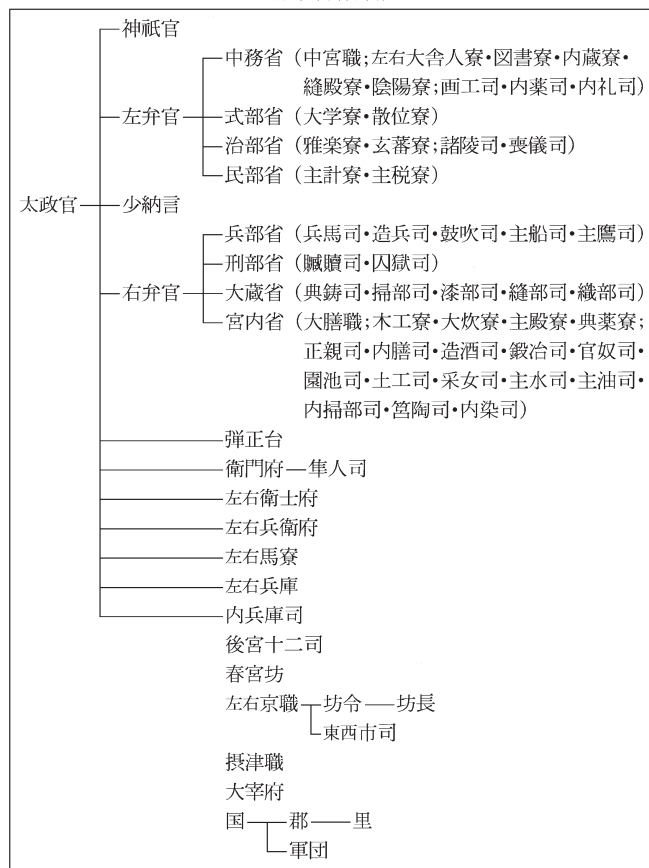 神祇官
中務省（中宮職;左右大舎人寮・図書寮・内蔵寮・
縫殿寮・陰陽寮;画工司・内薬司・内礼司）
左弁官
式部省（大学寮・散位寮）
治部省（雅楽寮・玄蕃寮;諸陵司・喪儀司）
民部省（主計寮・主税寮）
太政官
少納言
兵部省（兵馬司・造兵司・鼓吹司・主船司・主鷹司）
刑部省（贓贖司・囚獄司）
右弁官
大蔵省（典鋳司・掃部司・漆部司・縫部司・織部司）
宮内省（大膳職;木工寮・大炊寮・主殿寮・典薬寮;
正親司・内膳司・造酒司・鍛冶司・官奴司・
園池司・土工司・采女司・主水司・主油司・
内掃部司・筥陶司・内染司）
弾正台
衛門府―隼人司
左右衛士府
左右兵衛府
左右馬寮
左右兵庫
内兵庫司
後宮十二司
春宮坊
左右京職 坊令 坊長
東西市司
摂津職
大宰府
国 郡 里
軍団